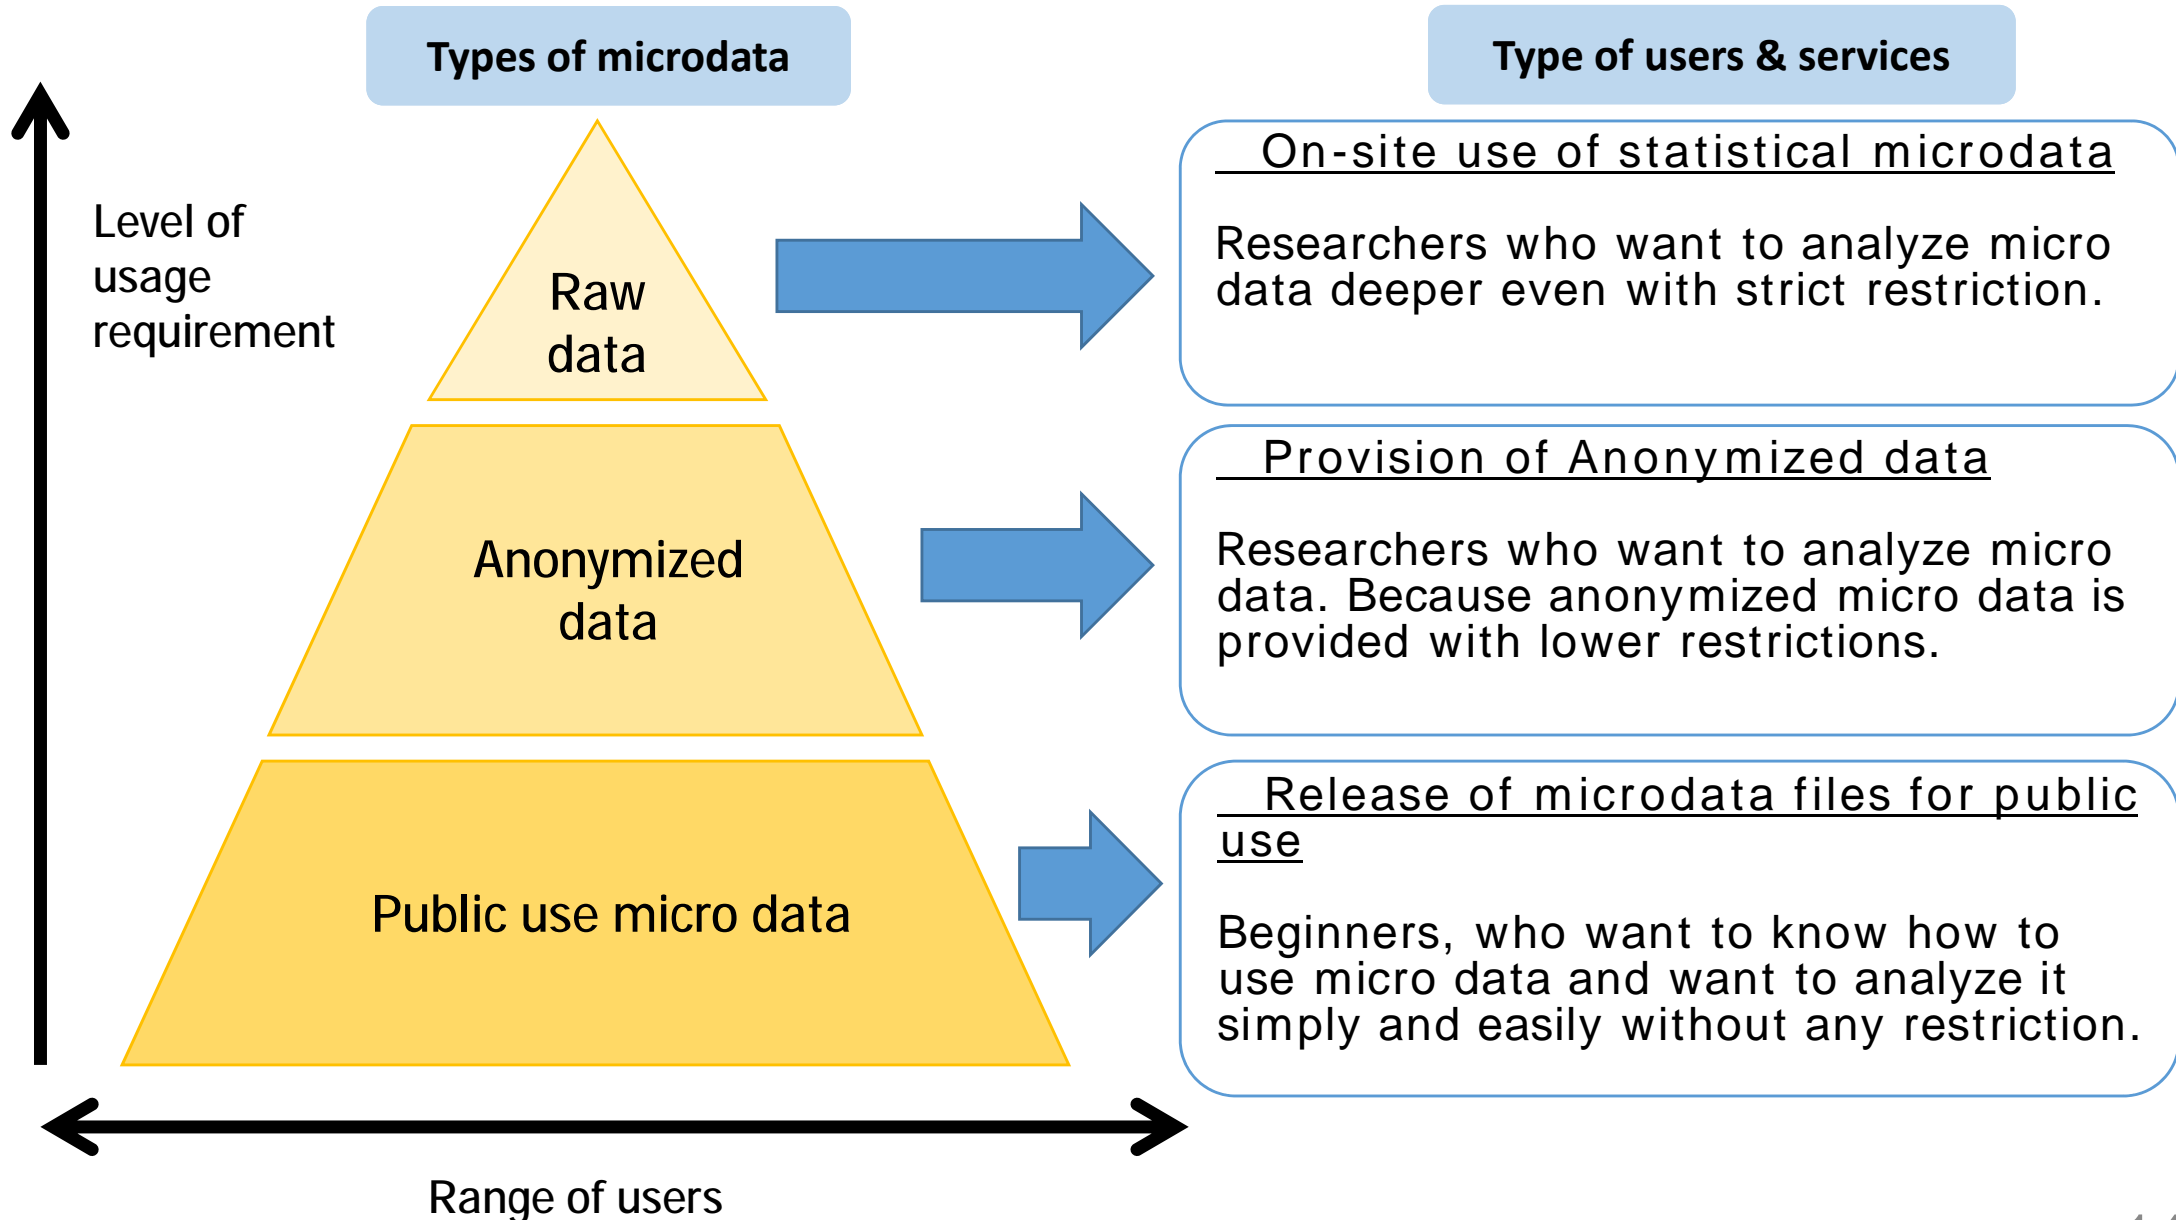 Types of microdata
Type of users & services
Level of
usage
requirement
Raw
data
Anonymized
data
Public use micro data
On-site use of statistical microdata
Researchers who want to analyze micro
data deeper even with strict restriction.
Provision of Anonymized data
Researchers who want to analyze micro
data. Because anonymized micro data is
provided with lower restrictions.
Release of microdata files for public
use
Beginners, who want to know how to
use micro data and want to analyze it
simply and easily without any restriction.
Range of users